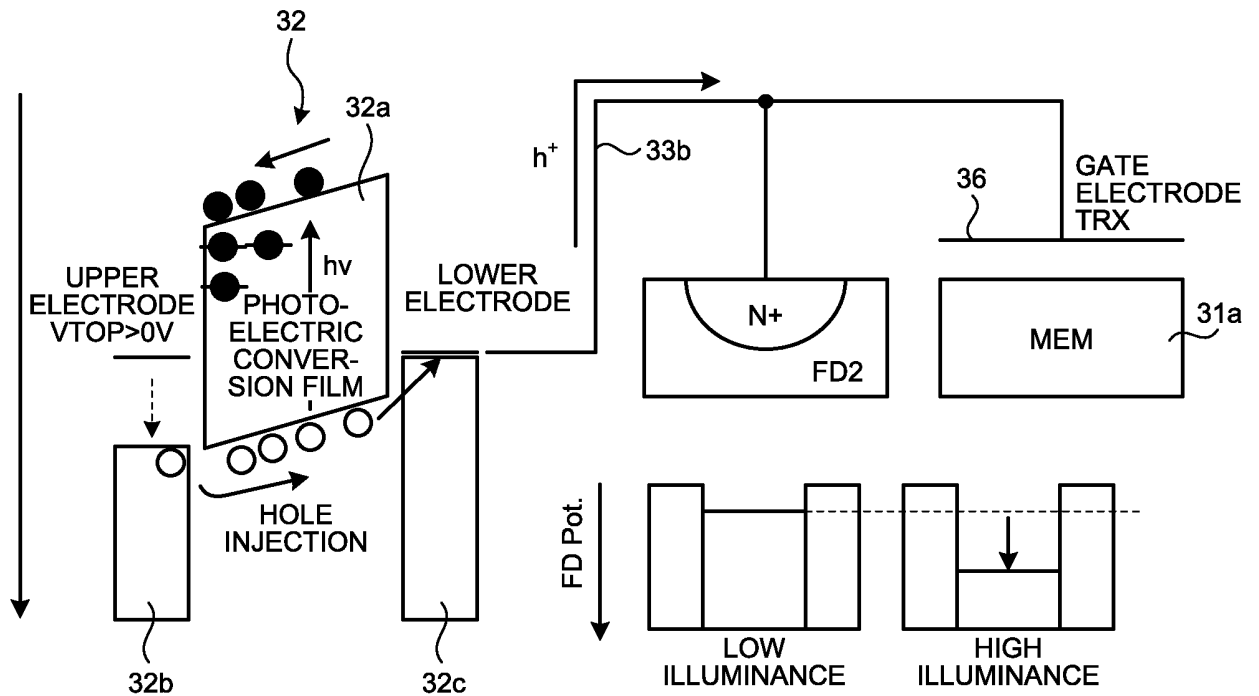 32
32a
h+
33b
36
GATE
ELECTRODE
TRX
UPPER
ELECTRODE
VTOP>0V
hv
PHOTO-
ELECTRIC
CONVER-
SION FILM
LOWER
ELECTRODE
N+
FD2
MEM
31a
HOLE
INJECTION
FD Pot.
32b
32c
LOW
ILLUMINANCE
HIGH
ILLUMINANCE